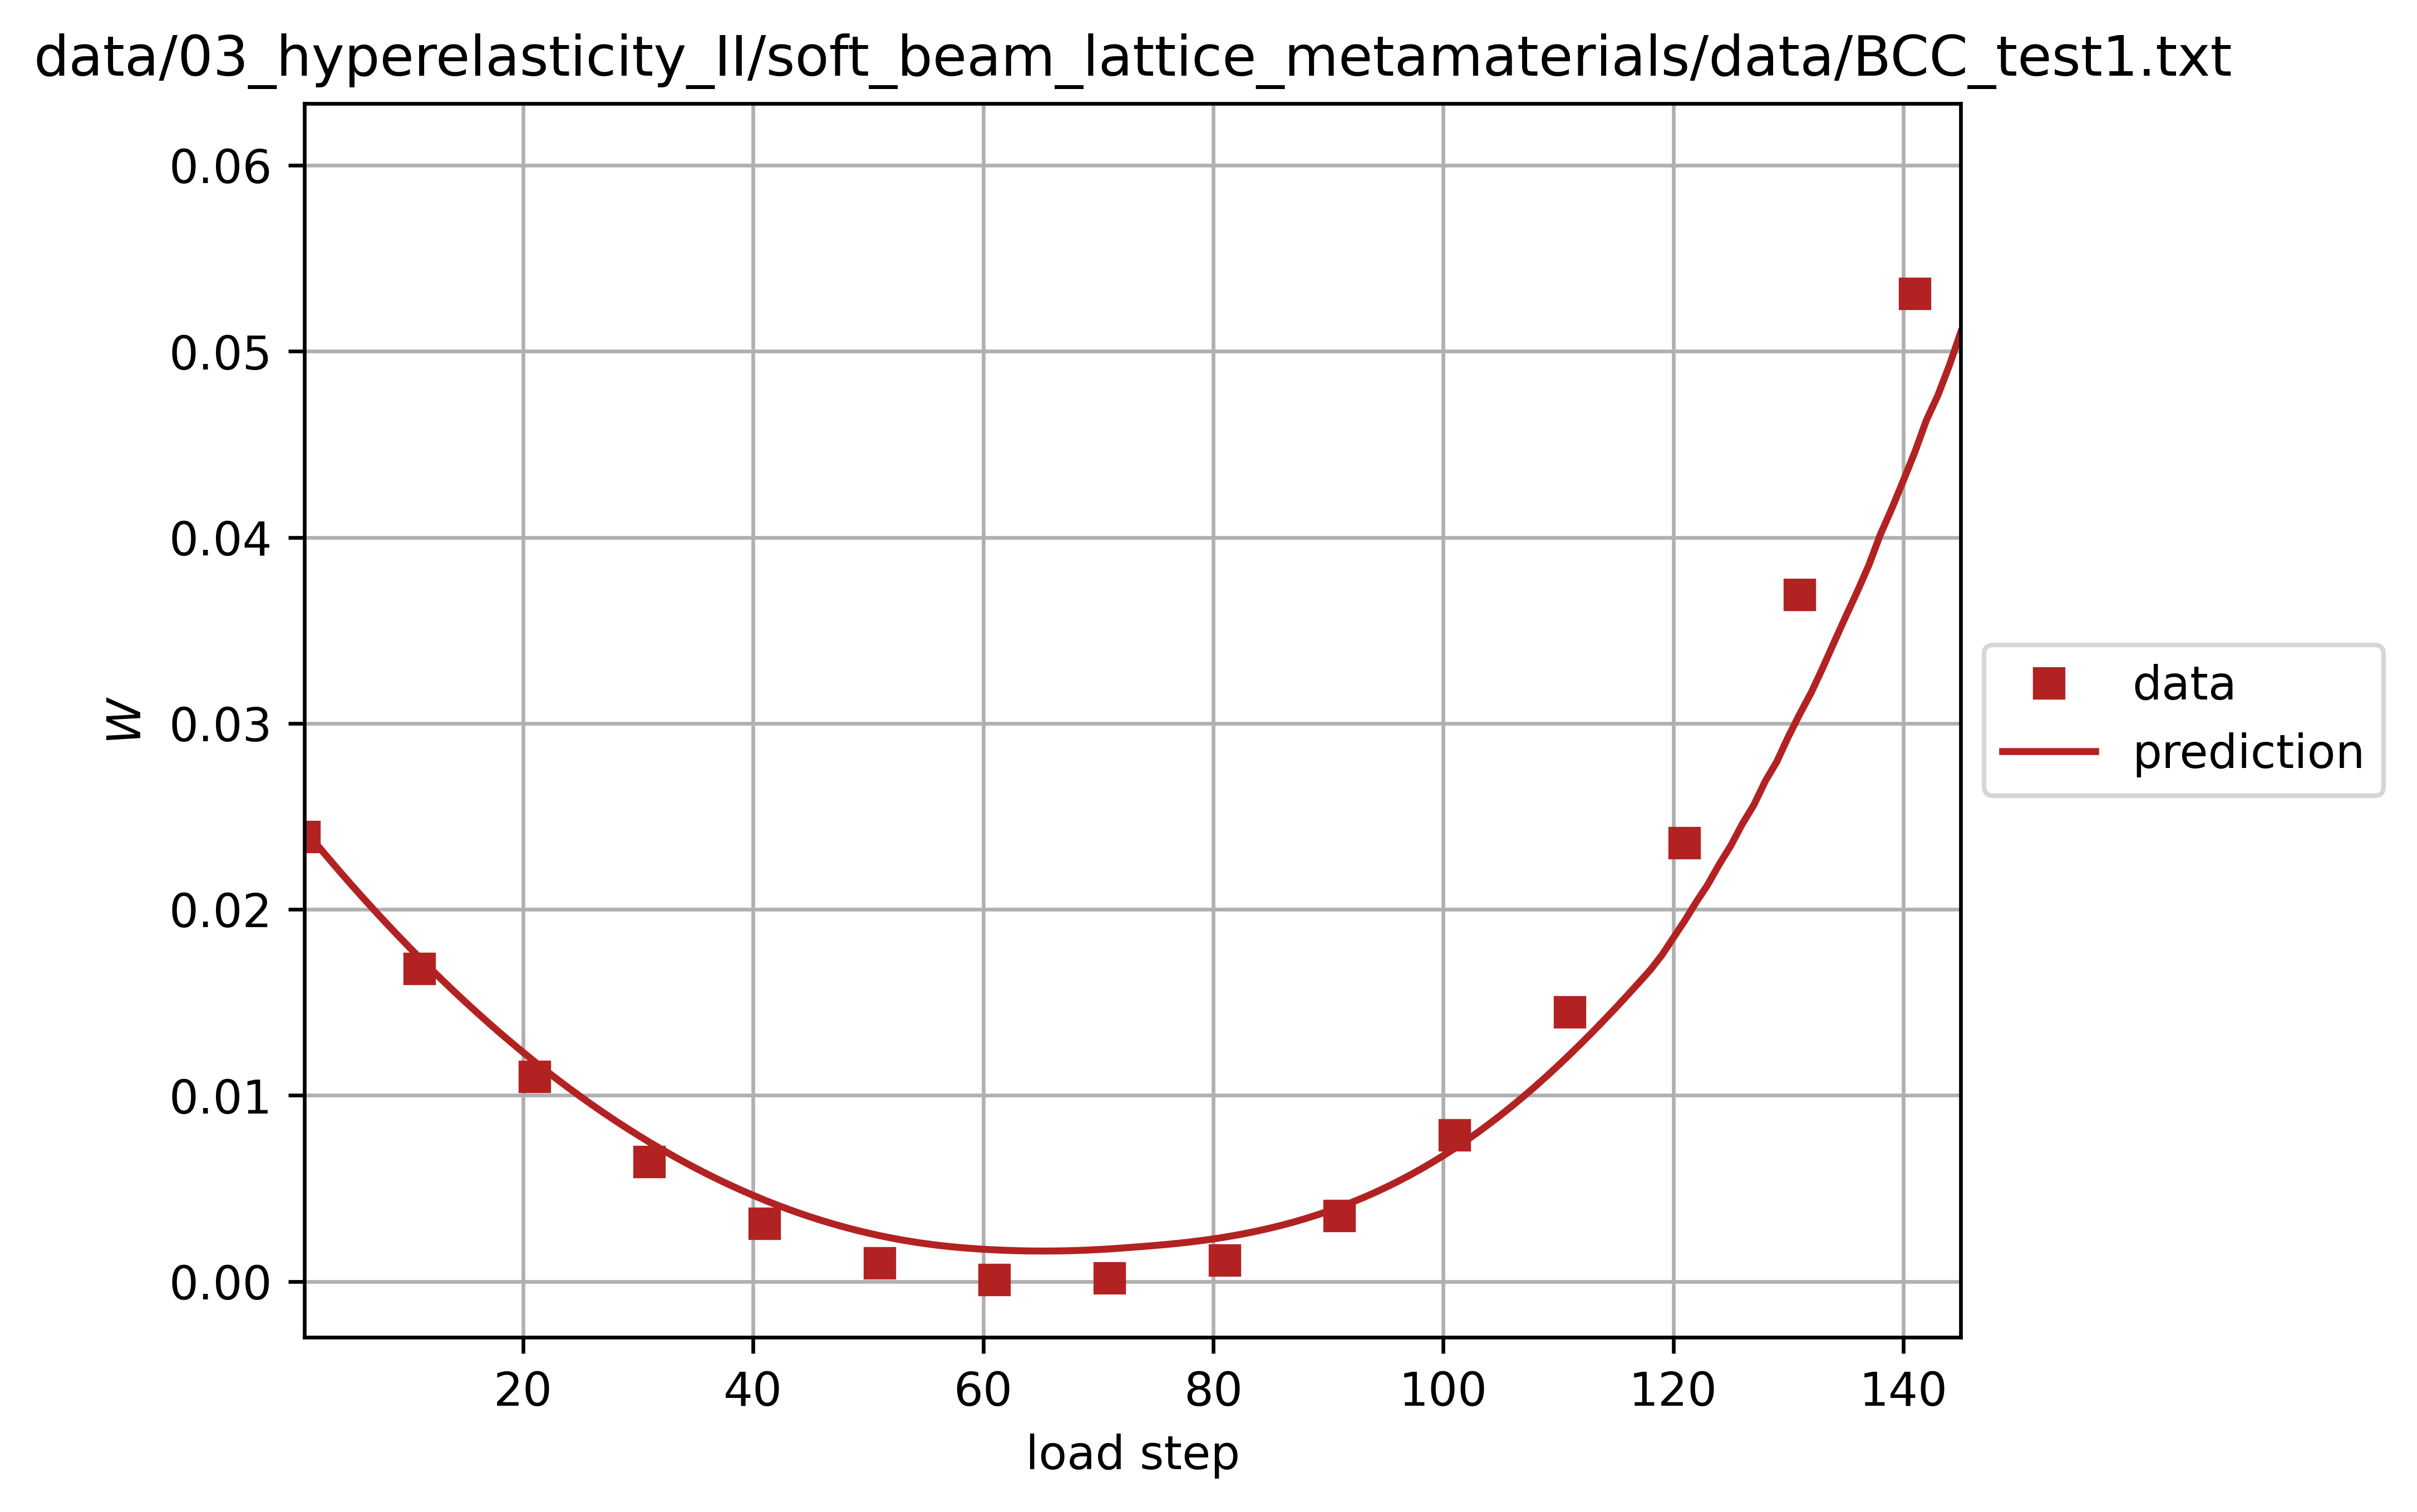 data/03_hyperelasticity_II/soft_beam_lattice_metamaterials/data/BCC_test1.txt
0.06
0.05
0.04
0.03
0.02
0.01
0.00
W
20 40 60 80 100 120 140
load step
data
prediction